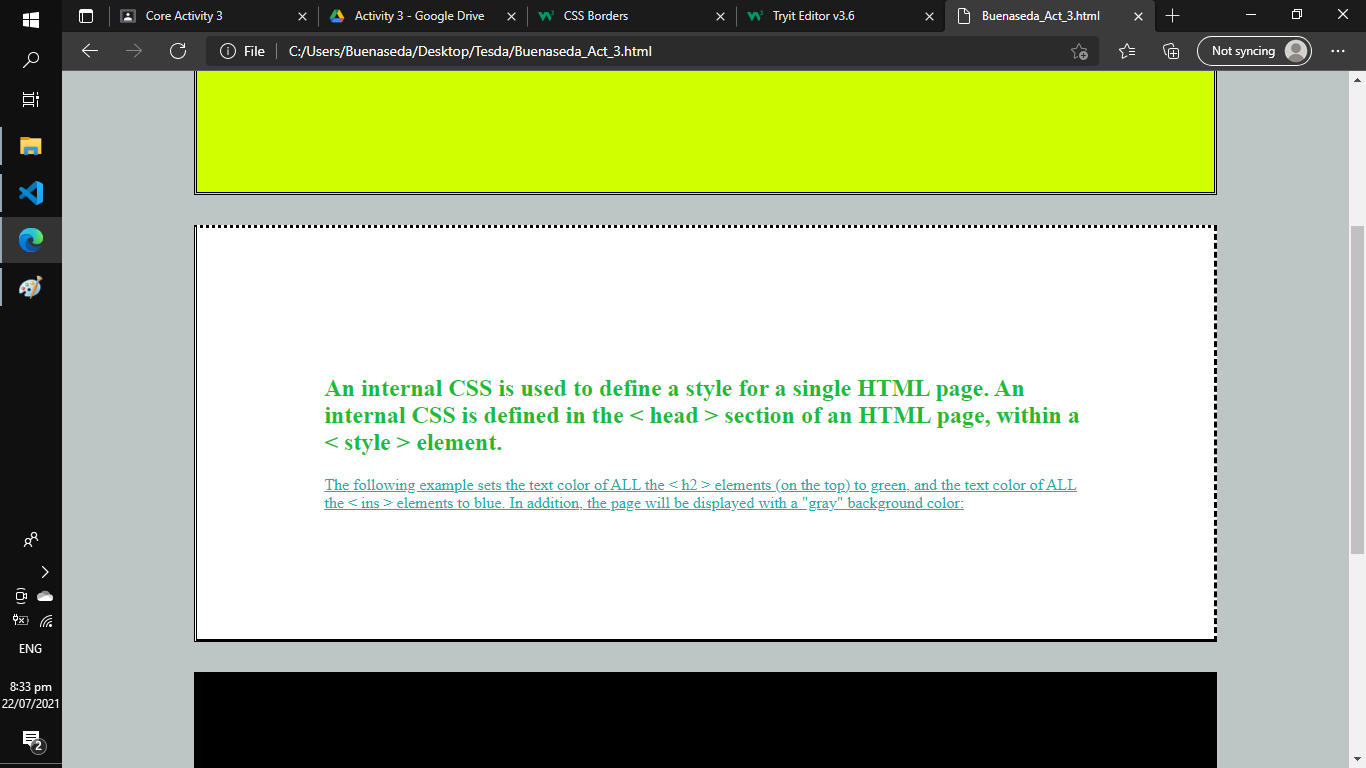 Core Activity 3
Activity 3 - Google Drive
CSS Borders
Tryit Editor v3.6
Buenaseda_Act_3.html
File
C:/Users/Buenaseda/Desktop/Tesda/Buenaseda_Act_3.html
Not syncing
An internal CSS is used to define a style for a single HTML page. An
internal CSS is defined in the < head > section of an HTML page, within a
< style > element.
The following example sets the text color of ALL the < h2 > elements (on the top) to green, and the text color of ALL
the < ins > elements to blue. In addition, the page will be displayed with a "gray" background color:
ENG
8:33 pm
22/07/2021
2